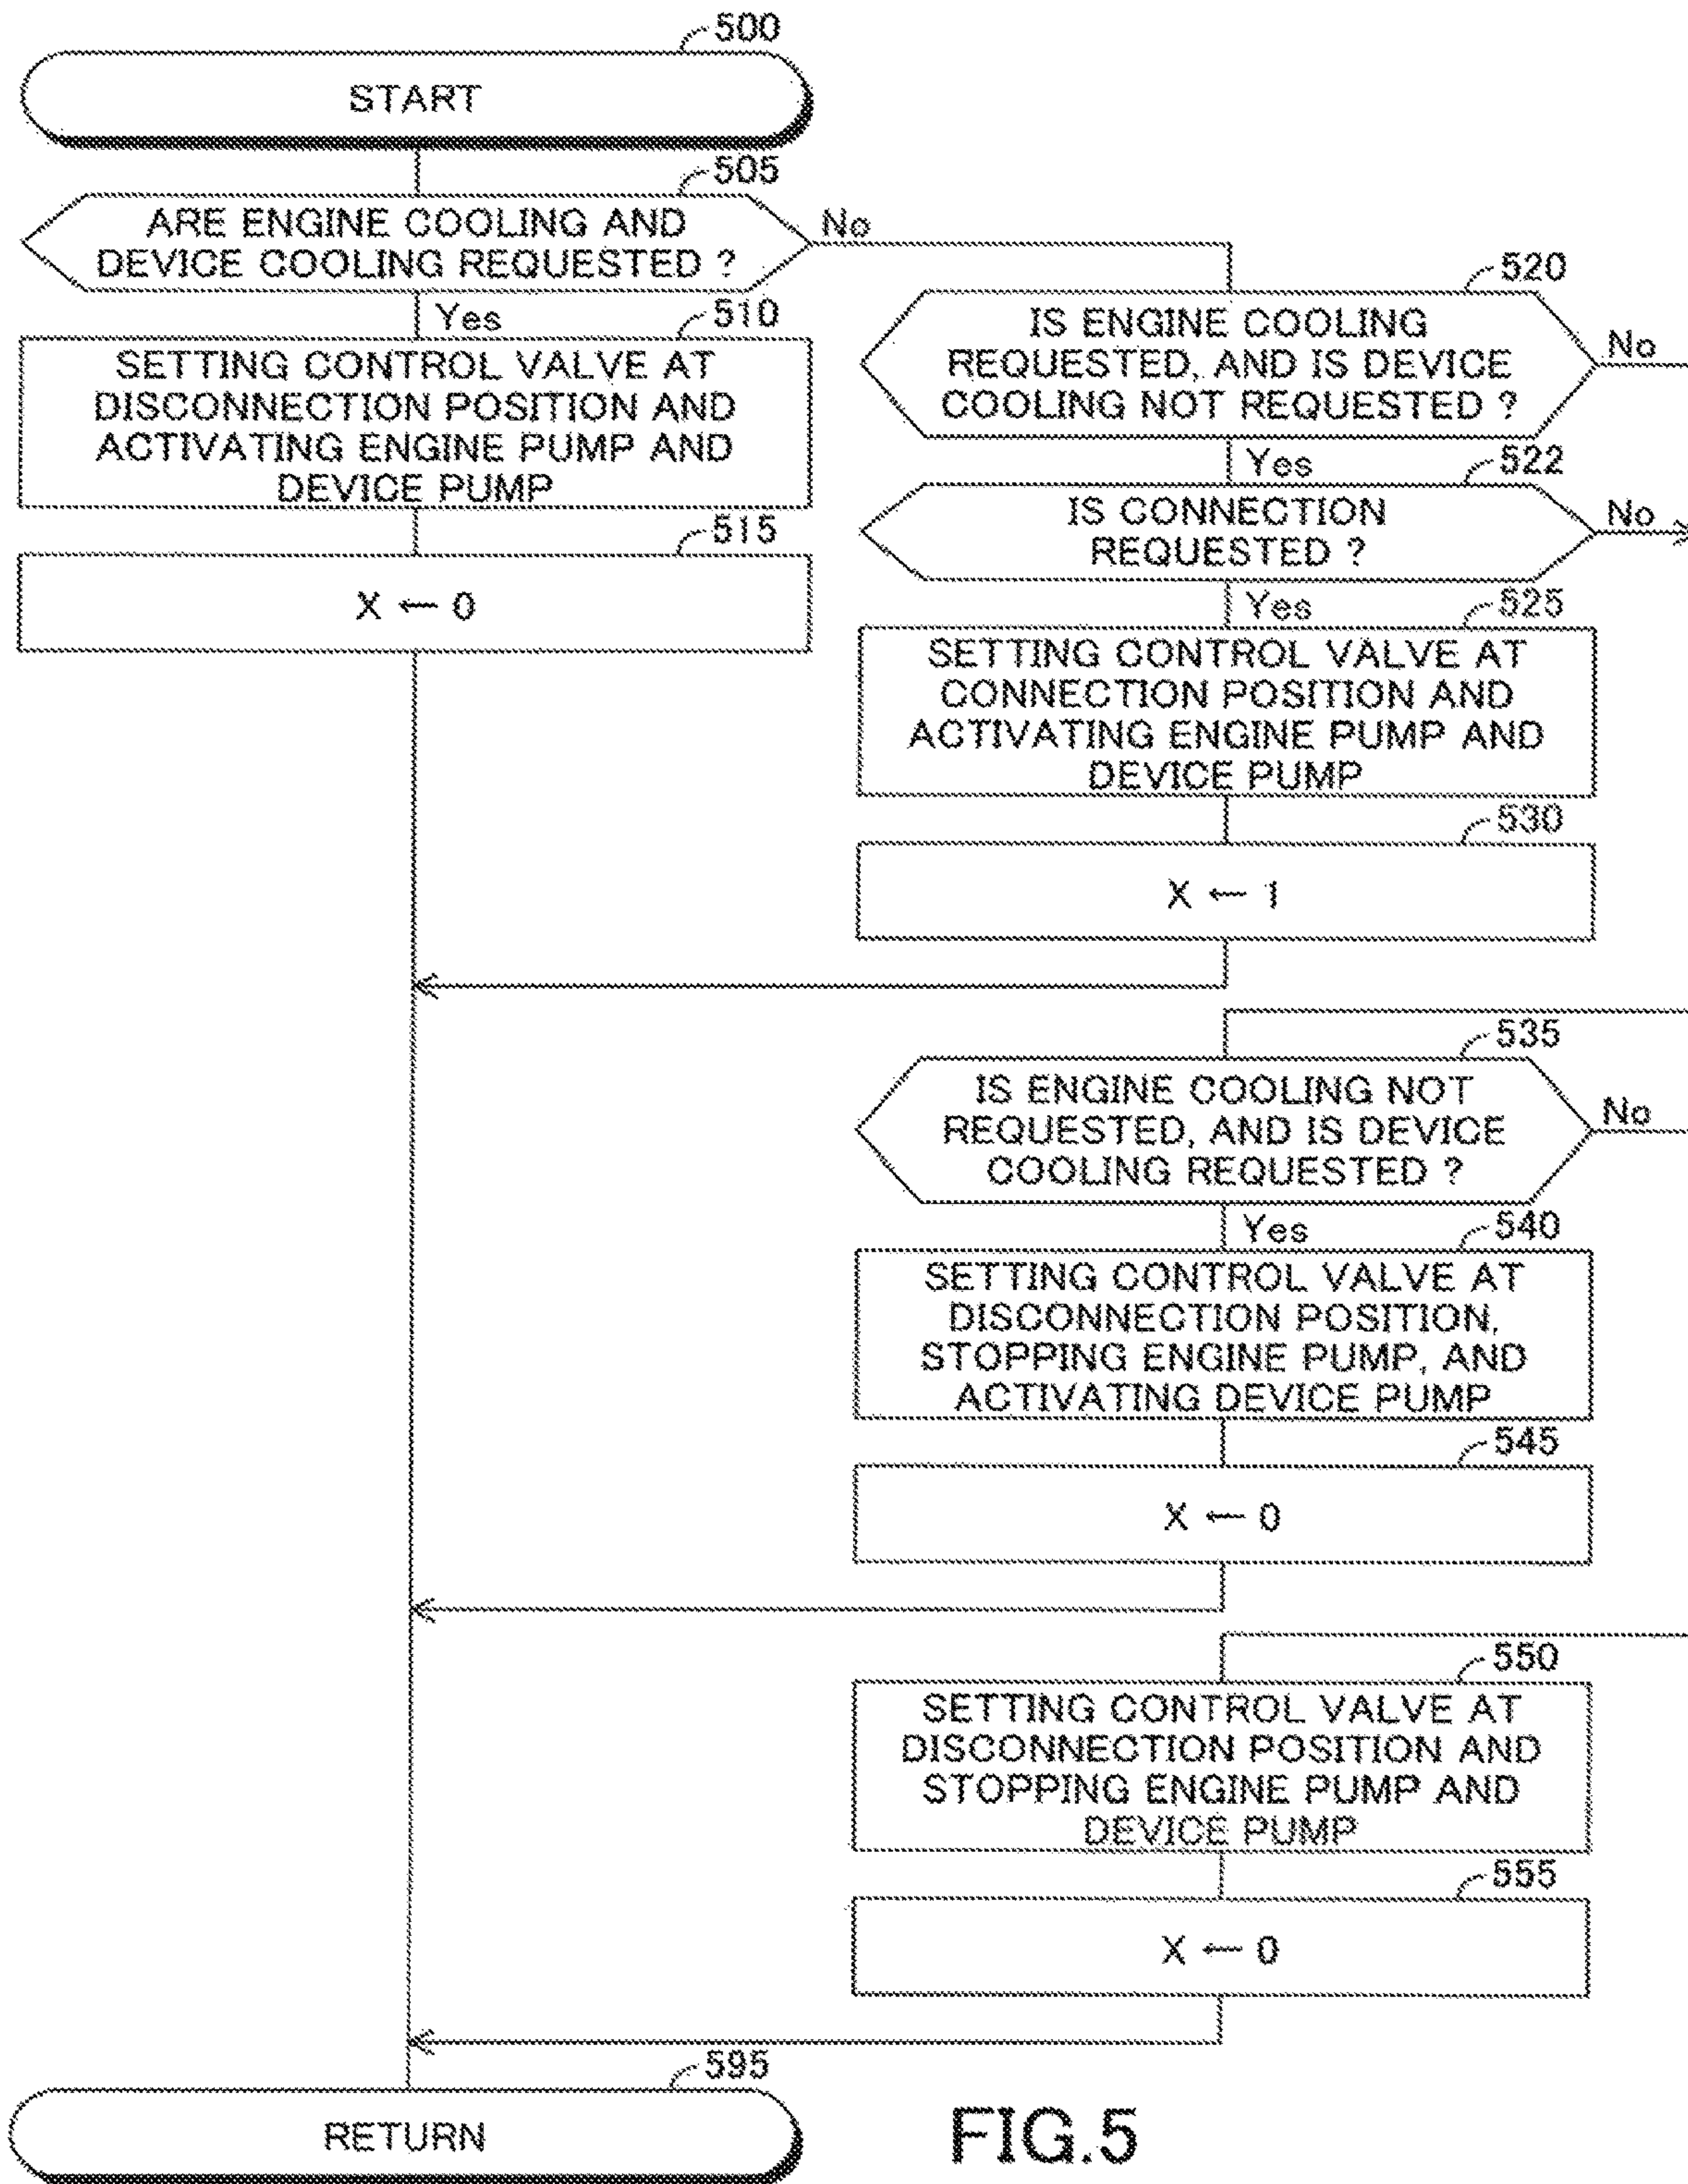 500
START
505
ARE ENGINE COOLING AND
DEVICE COOLING REQUESTED ?
No
Yes
510
SETTING CONTROL VALVE AT
DISCONNECTION POSITION AND
ACTIVATING ENGINE PUMP AND
DEVICE PUMP
515
X ← 0
520
IS ENGINE COOLING
REQUESTED, AND IS DEVICE
COOLING NOT REQUESTED ?
No
Yes
522
IS CONNECTION
REQUESTED ?
No
Yes
525
SETTING CONTROL VALVE AT
CONNECTION POSITION AND
ACTIVATING ENGINE PUMP AND
DEVICE PUMP
530
X ← 1
535
IS ENGINE COOLING NOT
REQUESTED, AND IS DEVICE
COOLING REQUESTED ?
No
Yes
540
SETTING CONTROL VALVE AT
DISCONNECTION POSITION,
STOPPING ENGINE PUMP, AND
ACTIVATING DEVICE PUMP
545
X ← 0
550
SETTING CONTROL VALVE AT
DISCONNECTION POSITION AND
STOPPING ENGINE PUMP AND
DEVICE PUMP
555
X ← 0
595
RETURN
FIG.5